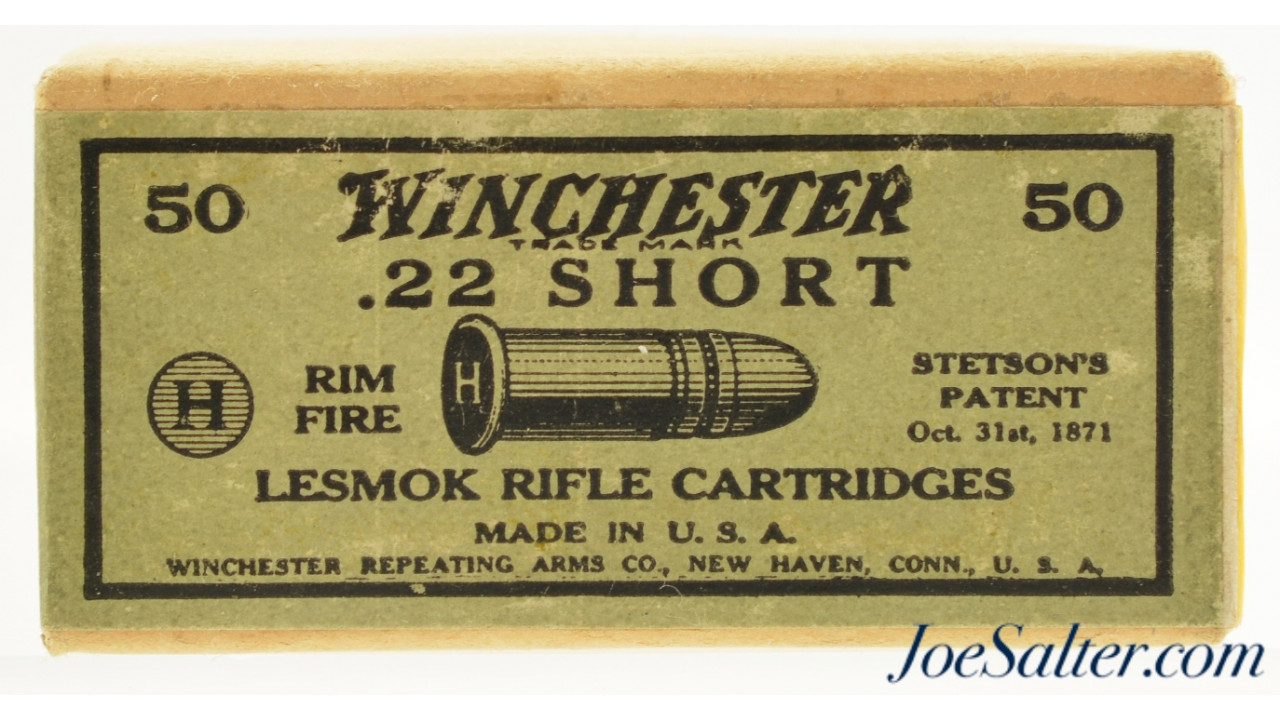 50 WINCHESTER 50
TRADE MARK
.22 SHORT
H RIM FIRE H
STETSON'S
PATENT
Oct. 31st, 1871
LESMOK RIFLE CARTRIDGES
MADE IN U. S. A.
WINCHESTER REPEATING ARMS CO., NEW HAVEN, CONN., U. S. A.
JoeSalter.com